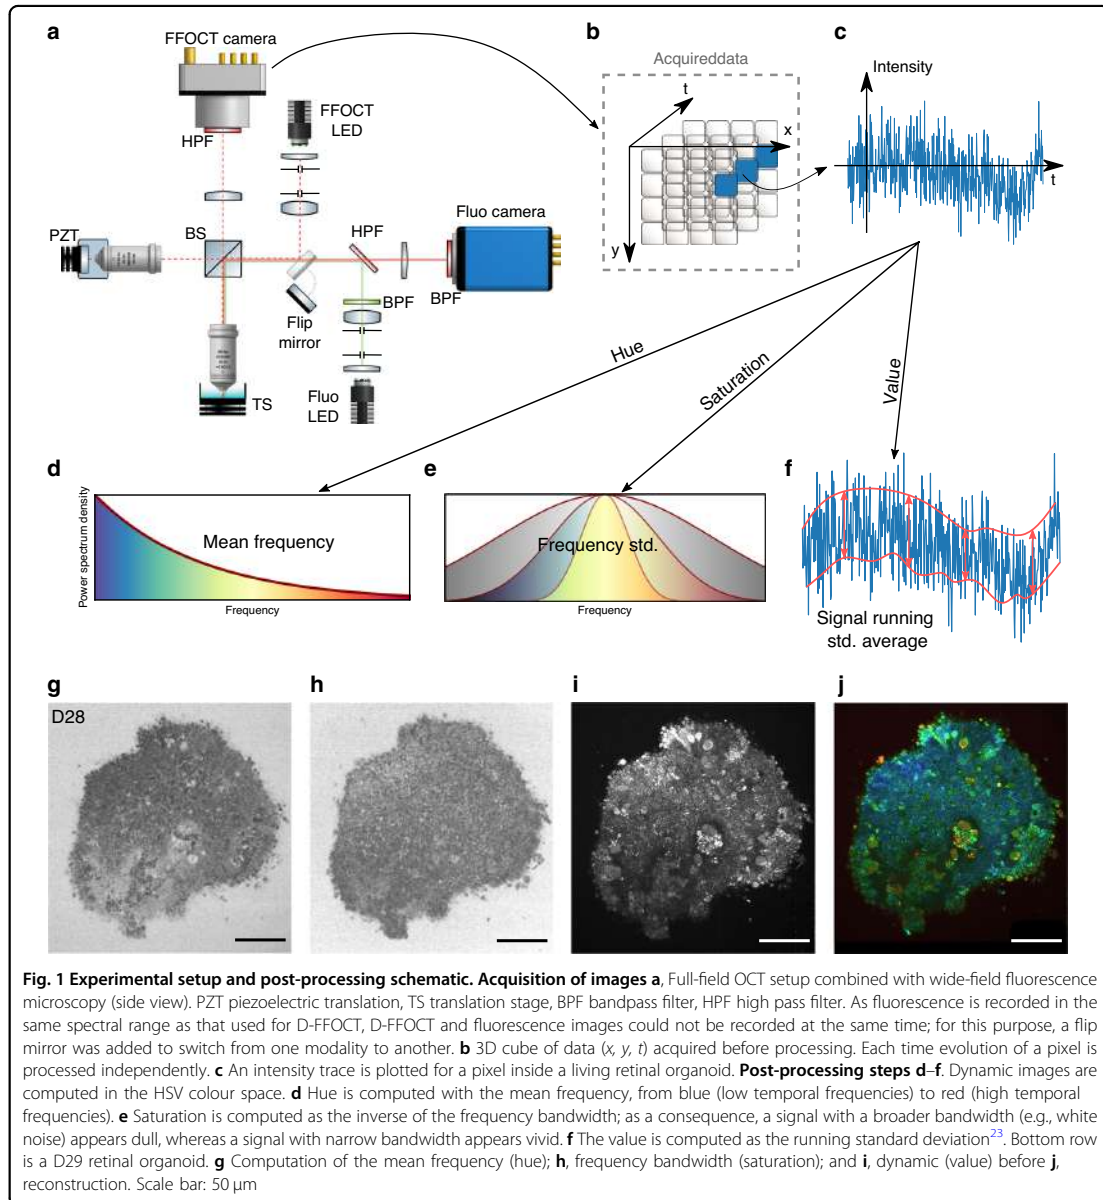 a
FFOCT camera
HPF
FFOCT
LED
PZT
BS
HPF
Fluo camera
BPF
BPF
Flip
mirror
TS
Fluo
LED
b
Acquireddata
t
x
y
c
Intensity
t
Hue
Saturation
Value
d
Power spectrum density
Mean frequency
Frequency
e
Frequency std.
Frequency
f
Signal running
std. average
g
D28
h
i
j
Fig. 1 Experimental setup and post-processing schematic. Acquisition of images a, Full-field OCT setup combined with wide-field fluorescence
microscopy (side view). PZT piezoelectric translation, TS translation stage, BPF bandpass filter, HPF high pass filter. As fluorescence is recorded in the
same spectral range as that used for D-FFOCT, D-FFOCT and fluorescence images could not be recorded at the same time; for this purpose, a flip
mirror was added to switch from one modality to another. b 3D cube of data (x, y, t) acquired before processing. Each time evolution of a pixel is
processed independently. c An intensity trace is plotted for a pixel inside a living retinal organoid. Post-processing steps d–f. Dynamic images are
computed in the HSV colour space. d Hue is computed with the mean frequency, from blue (low temporal frequencies) to red (high temporal
frequencies). e Saturation is computed as the inverse of the frequency bandwidth; as a consequence, a signal with a broader bandwidth (e.g., white
noise) appears dull, whereas a signal with narrow bandwidth appears vivid. f The value is computed as the running standard deviation23. Bottom row
is a D29 retinal organoid. g Computation of the mean frequency (hue); h, frequency bandwidth (saturation); and i, dynamic (value) before j,
reconstruction. Scale bar: 50 μm